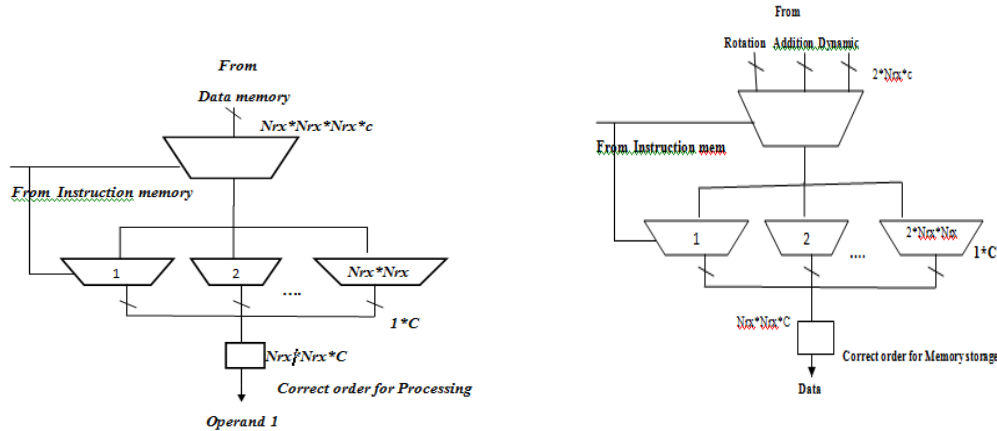 From
Data memory
Nrx*Nrx*Nrx*c
From Instruction memory
1
2
....
Nrx*Nrx
1*C
Nrx*Nrx*C
Correct order for Processing
Operand 1
From
Rotation Addition Dynamic
2*Nrx*c
From Instruction mem
1
2
....
2*Nrx*Nrx
1*C
Nrx*Nrx*C
Correct order for Memory storage
Data